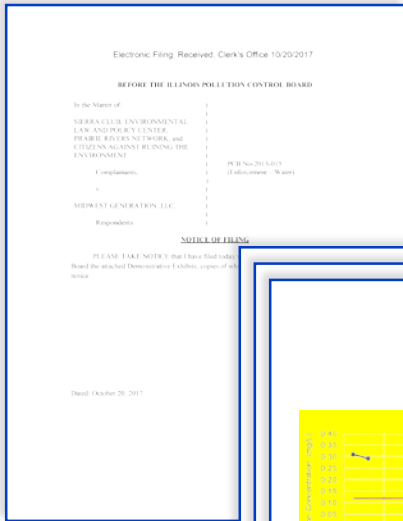 Electronic Filing: Received, Clerk's Office 10/20/2017
BEFORE THE ILLINOIS POLLUTION CONTROL BOARD
In the Matter of:
SIERRA CLUB, ENVIRONMENTAL
LAW AND POLICY CENTER,
PRAIRIE RIVERS NETWORK, and
CITIZENS AGAINST RUINING THE
ENVIRONMENT
Complainants,
PCB No-2013-015
(Enforcement – Water)
v.
MIDWEST GENERATION, LLC
Respondents
NOTICE OF FILING
PLEASE TAKE NOTICE that I have filed today
Board the attached Demonstrative Exhibits, copies of
notice
Dated: October 20, 2017
Concentration (mg/L
0.40
0.35
0.30
0.25
0.20
0.15
0.10
0.05